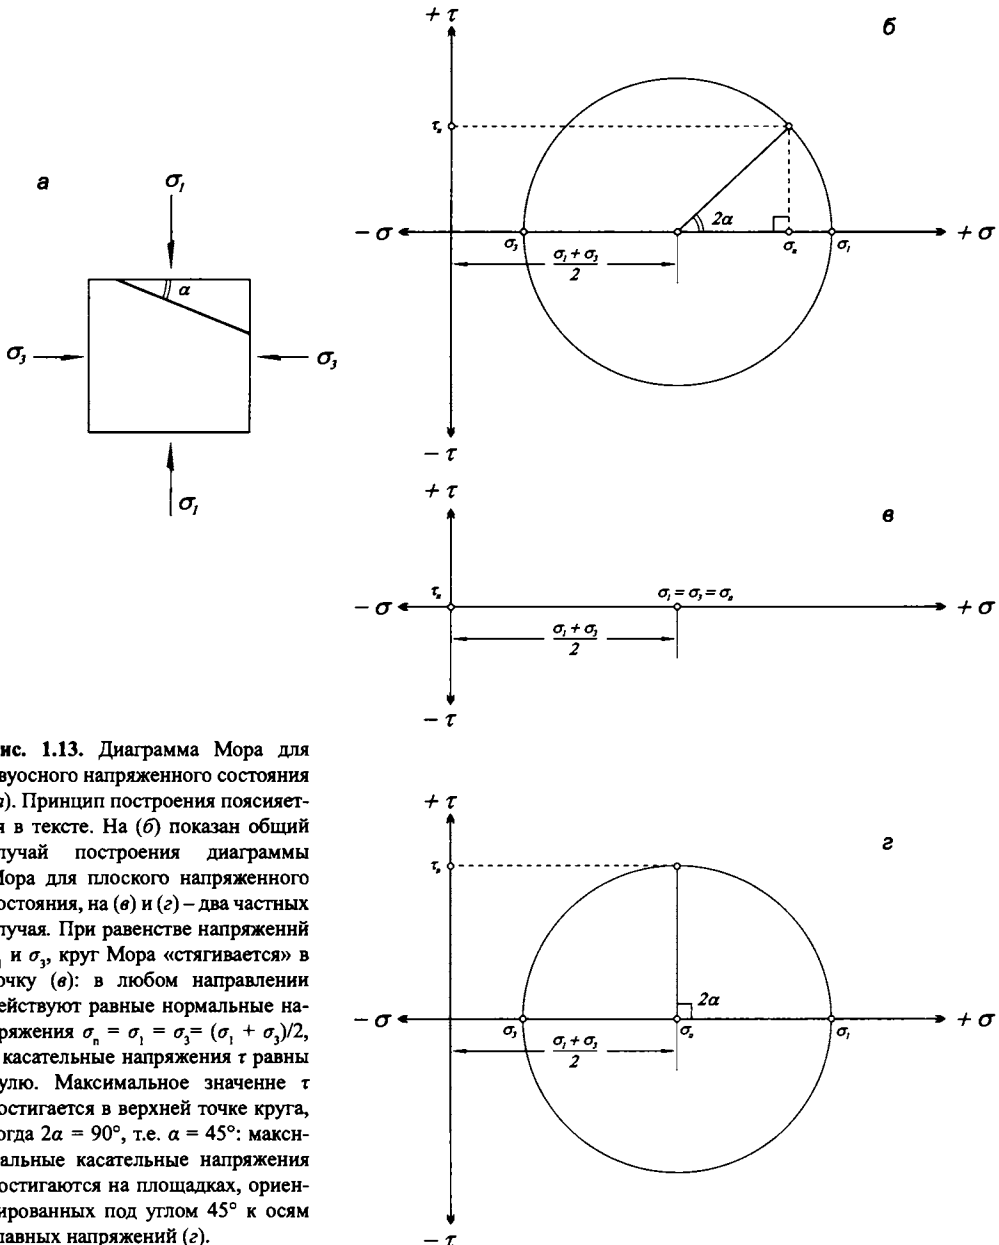 + τ
б
τₙ
2α
− σ
σ₃
σₙ
σ₁
+ σ
σ₁ + σ₃
2
− τ
а
σ₁
α
σ₃
σ₃
σ₁
+ τ
в
τₙ
σ₁ = σ₃ = σₙ
− σ
+ σ
σ₁ + σ₃
2
− τ
ис. 1.13. Диаграмма Мора для
вуосного напряженного состояния
). Принцип построения поясияет-
я в тексте. На (б) показан общий
лучай построения диаграммы
Мора для плоского напряженного
остояния, на (в) и (г) – два частных
лучая. При равенстве напряженнй
и σ₃, круг Мора «стягивается» в
очку (в): в любом направлении
ействуют равные нормальные на-
ряжения σₙ = σ₁ = σ₃= (σ₁ + σ₃)/2,
касательные напряжения τ равны
улю. Максимальное значенне τ
остигается в верхней точке круга,
огда 2α = 90°, т.е. α = 45°: максн-
альные касательные напряжения
остигаются на площадках, ориен-
ированных под углом 45° к осям
лавных напряжений (г).
+ τ
г
τₙ
2α
− σ
σ₃
σₙ
σ₁
+ σ
σ₁ + σ₃
2
− τ